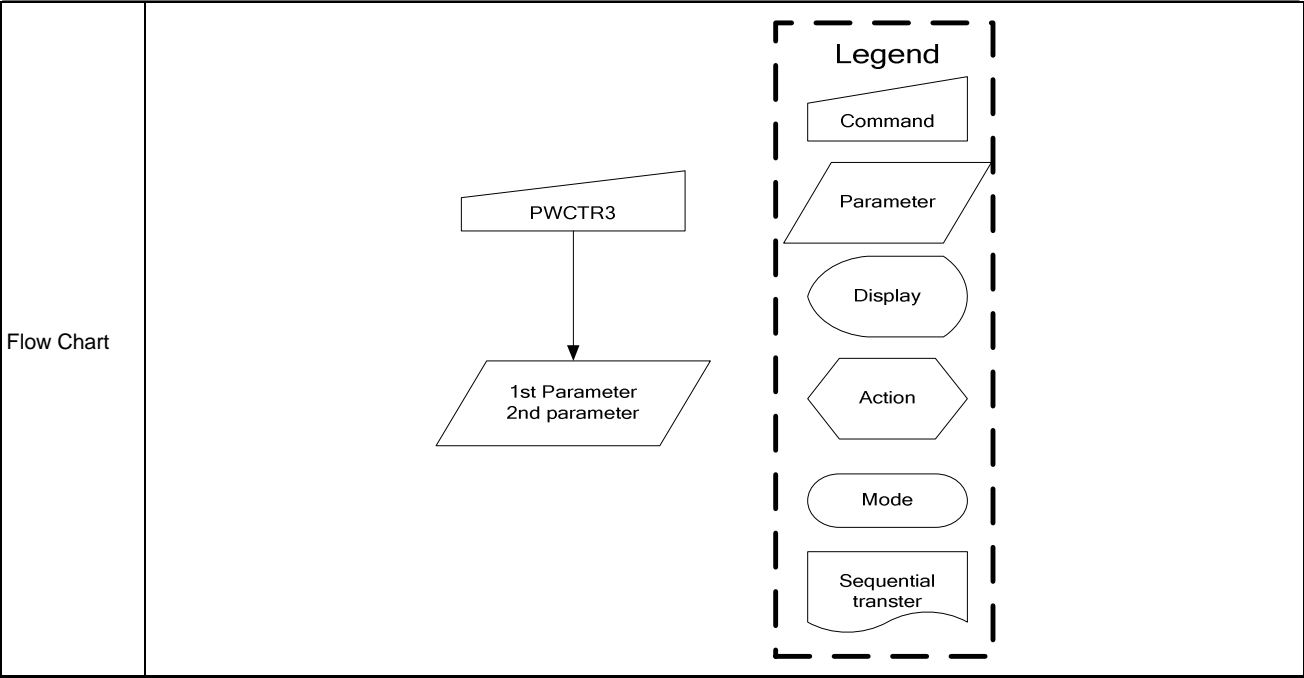 Flow Chart
PWCTR3
1st Parameter
2nd parameter
Legend
Command
Parameter
Display
Action
Mode
Sequential
transter